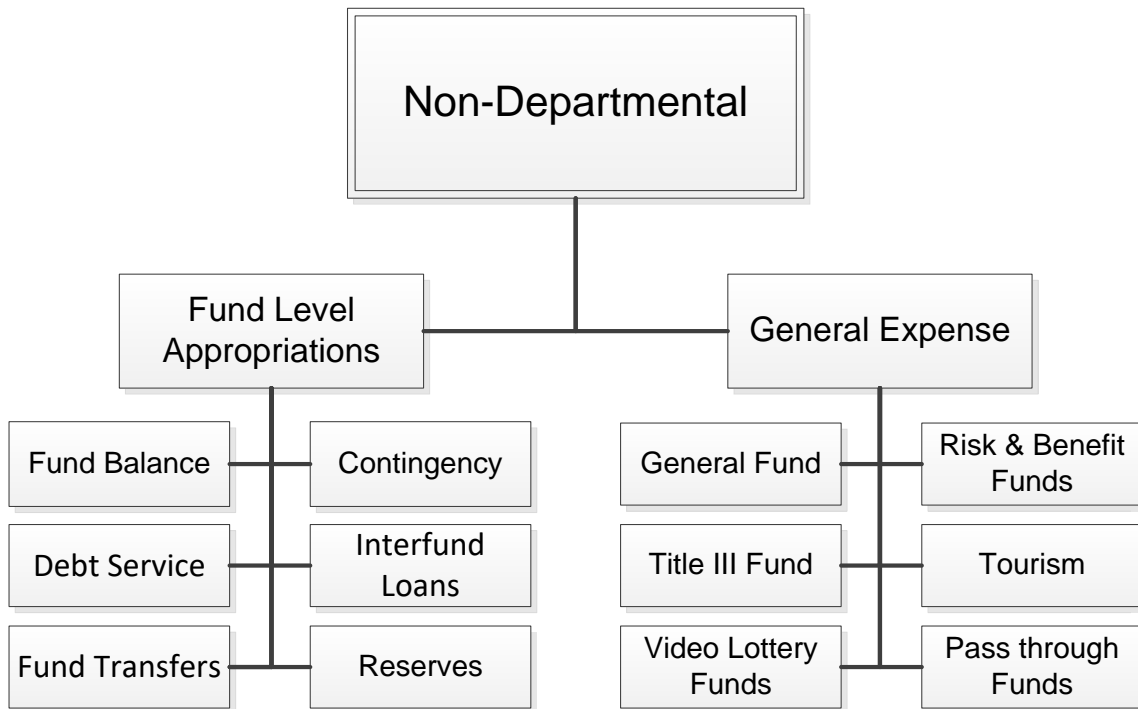 Non-Departmental
Fund Level
Appropriations
General Expense
Fund Balance
Contingency
Debt Service
Interfund
Loans
Fund Transfers
Reserves
General Fund
Risk & Benefit
Funds
Title III Fund
Tourism
Video Lottery
Funds
Pass through
Funds